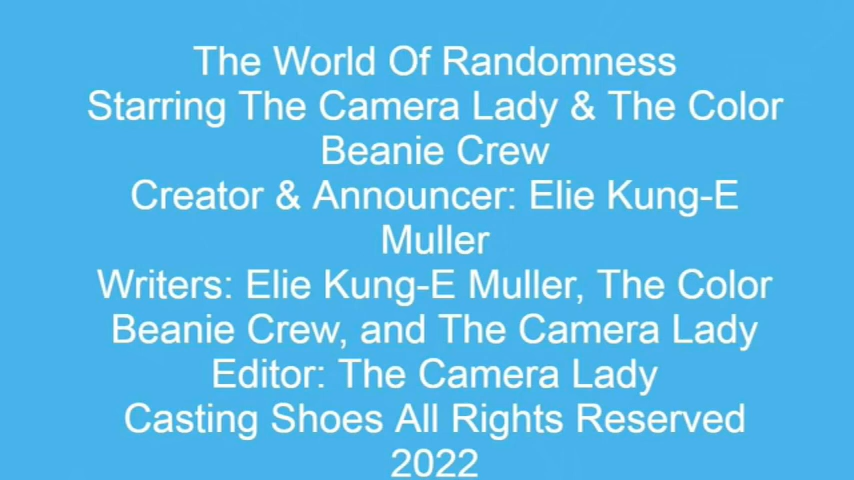 The World Of Randomness
Starring The Camera Lady & The Color
Beanie Crew
Creator & Announcer: Elie Kung-E
Muller
Writers: Elie Kung-E Muller, The Color
Beanie Crew, and The Camera Lady
Editor: The Camera Lady
Casting Shoes All Rights Reserved
2022